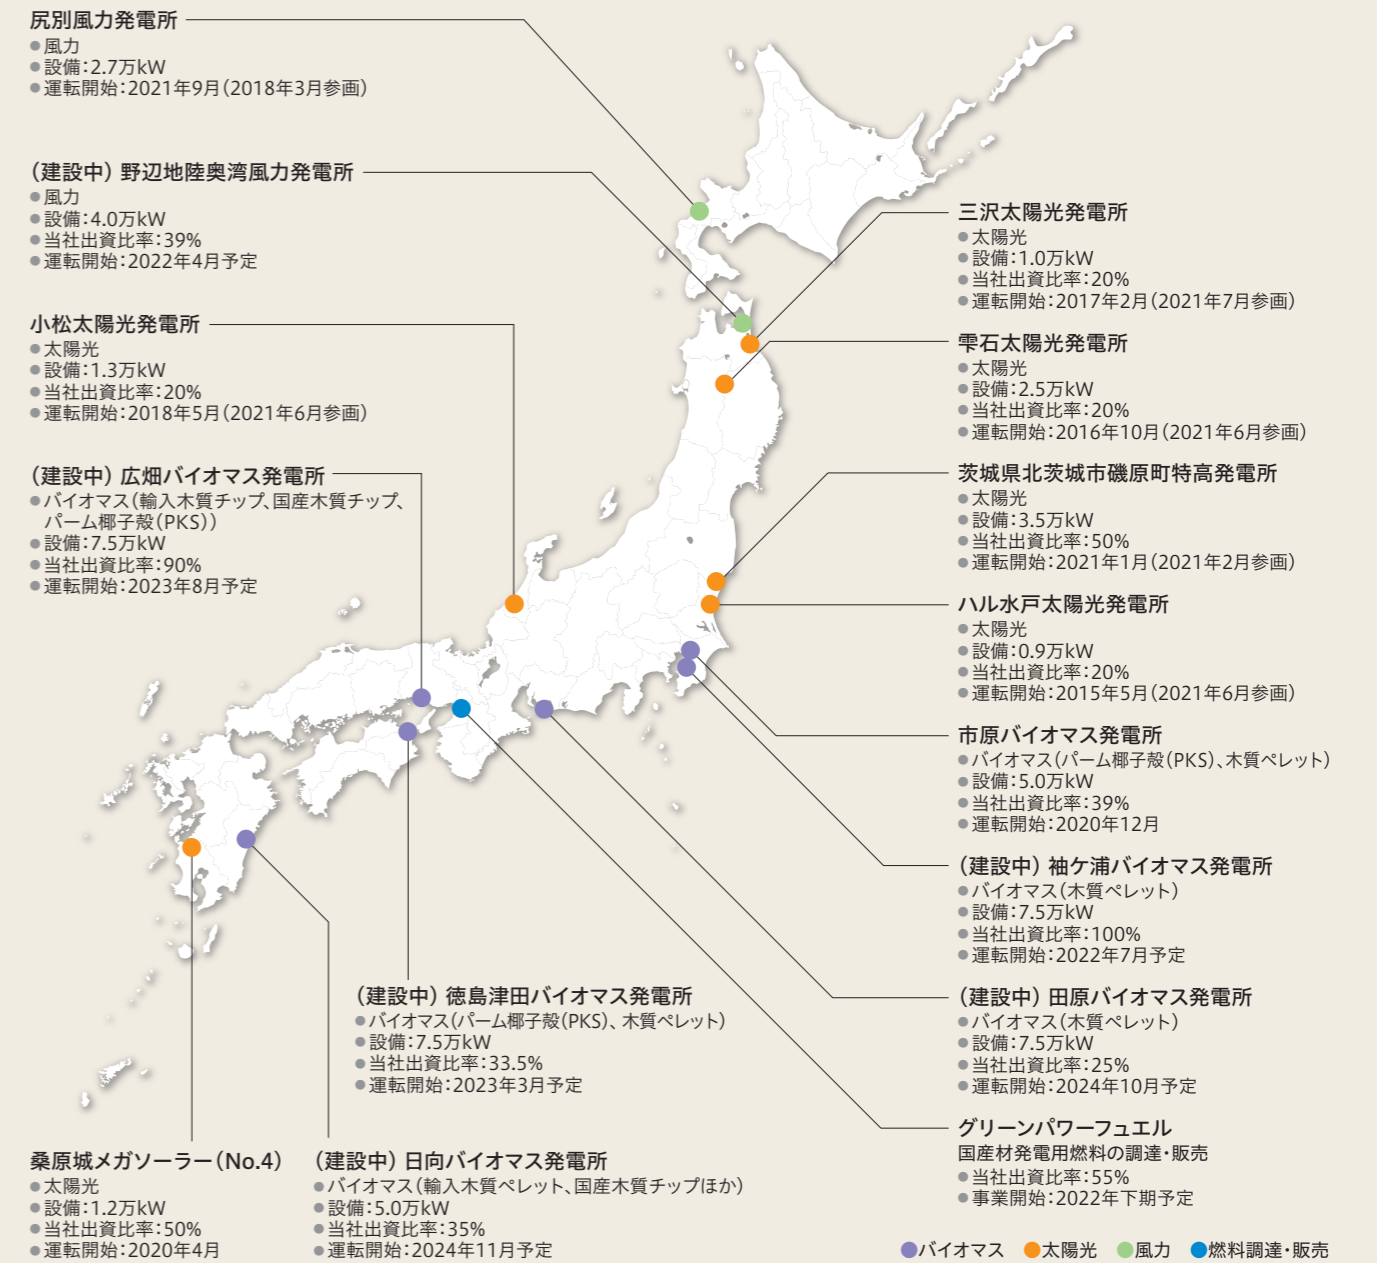 尻別風力発電所
●風力
●設備：2.7万kW
●運転開始：2021年9月（2018年3月参画）
（建設中）野辺地陸奥湾風力発電所
●風力
●設備：4.0万kW
●当社出資比率：39%
●運転開始：2022年4月予定
小松太陽光発電所
●太陽光
●設備：1.3万kW
●当社出資比率：20%
●運転開始：2018年5月（2021年6月参画）
（建設中）広畑バイオマス発電所
●バイオマス（輸入木質チップ、国産木質チップ、
パーム椰子殻（PKS））
●設備：7.5万kW
●当社出資比率：90%
●運転開始：2023年8月予定
三沢太陽光発電所
●太陽光
●設備：1.0万kW
●当社出資比率：20%
●運転開始：2017年2月（2021年7月参画）
雫石太陽光発電所
●太陽光
●設備：2.5万kW
●当社出資比率：20%
●運転開始：2016年10月（2021年6月参画）
茨城県北茨城市磯原町特高発電所
●太陽光
●設備：3.5万kW
●当社出資比率：50%
●運転開始：2021年1月（2021年2月参画）
ハル水戸太陽光発電所
●太陽光
●設備：0.9万kW
●当社出資比率：20%
●運転開始：2015年5月（2021年6月参画）
市原バイオマス発電所
●バイオマス（パーム椰子殻（PKS）、木質ペレット）
●設備：5.0万kW
●当社出資比率：39%
●運転開始：2020年12月
（建設中）袖ケ浦バイオマス発電所
●バイオマス（木質ペレット）
●設備：7.5万kW
●当社出資比率：100%
●運転開始：2022年7月予定
（建設中）田原バイオマス発電所
●バイオマス（木質ペレット）
●設備：7.5万kW
●当社出資比率：25%
●運転開始：2024年10月予定
グリーンパワーフュエル
国産材発電用燃料の調達・販売
●当社出資比率：55%
●事業開始：2022年下期予定
（建設中）徳島津田バイオマス発電所
●バイオマス（パーム椰子殻（PKS）、木質ペレット）
●設備：7.5万kW
●当社出資比率：33.5%
●運転開始：2023年3月予定
桑原城メガソーラー（No.4）
●太陽光
●設備：1.2万kW
●当社出資比率：50%
●運転開始：2020年4月
（建設中）日向バイオマス発電所
●バイオマス（輸入木質ペレット、国産木質チップほか）
●設備：5.0万kW
●当社出資比率：35%
●運転開始：2024年11月予定
●バイオマス ●太陽光 ●風力 ●燃料調達・販売